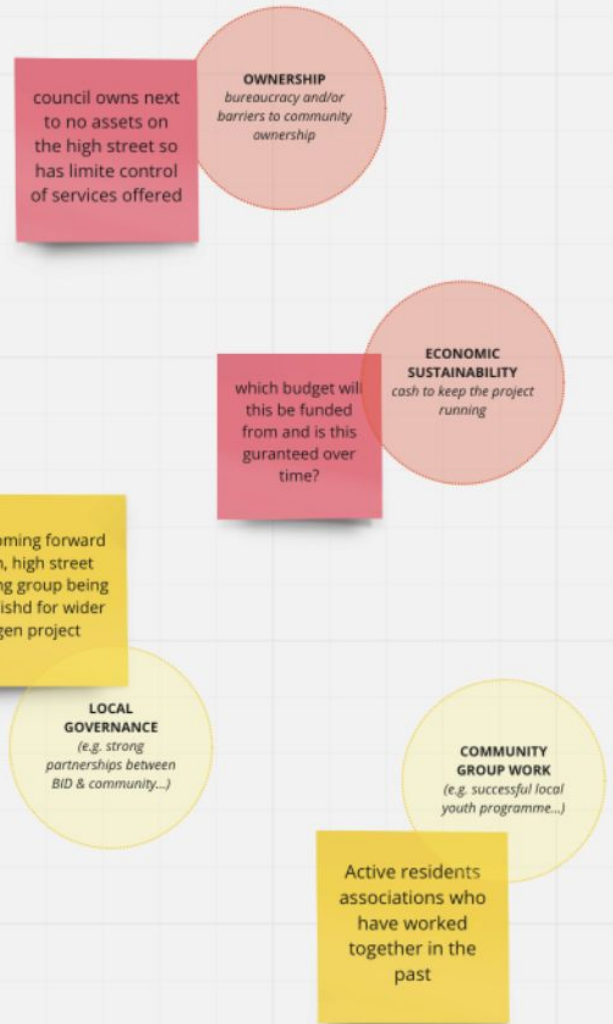 OWNERSHIP
bureaucracy and/or
barriers to community
ownership
council owns next
to no assets on
the high street so
has limite control
of services offered
ECONOMIC
SUSTAINABILITY
cash to keep the project
running
which budget will
this be funded
from and is this
guranteed over
time?
oming forward
high street
group being
ishd for wider
gen project
LOCAL
GOVERNANCE
(e.g. strong
partnerships between
BID & community...)
COMMUNITY
GROUP WORK
(e.g. successful local
youth programme...)
Active residents
associations who
have worked
together in the
past